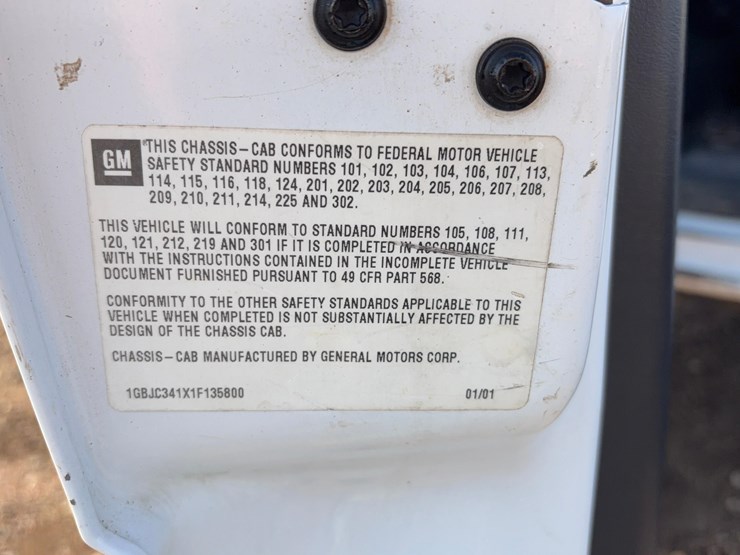 GM
"THIS CHASSIS-CAB CONFORMS TO FEDERAL MOTOR VEHICLE
SAFETY STANDARD NUMBERS 101, 102, 103, 104, 106, 107, 113,
114, 115, 116, 118, 124, 201, 202, 203, 204, 205, 206, 207, 208,
209, 210, 211, 214, 225 AND 302.
THIS VEHICLE WILL CONFORM TO STANDARD NUMBERS 105, 108, 111,
120, 121, 212, 219 AND 301 IF IT IS COMPLETED IN ACCORDANCE
WITH THE INSTRUCTIONS CONTAINED IN THE INCOMPLETE VEHICLE
DOCUMENT FURNISHED PURSUANT TO 49 CFR PART 568.
CONFORMITY TO THE OTHER SAFETY STANDARDS APPLICABLE TO THIS
VEHICLE WHEN COMPLETED IS NOT SUBSTANTIALLY AFFECTED BY THE
DESIGN OF THE CHASSIS CAB.
CHASSIS-CAB MANUFACTURED BY GENERAL MOTORS CORP.
1GBJC341X1F135800 01/01